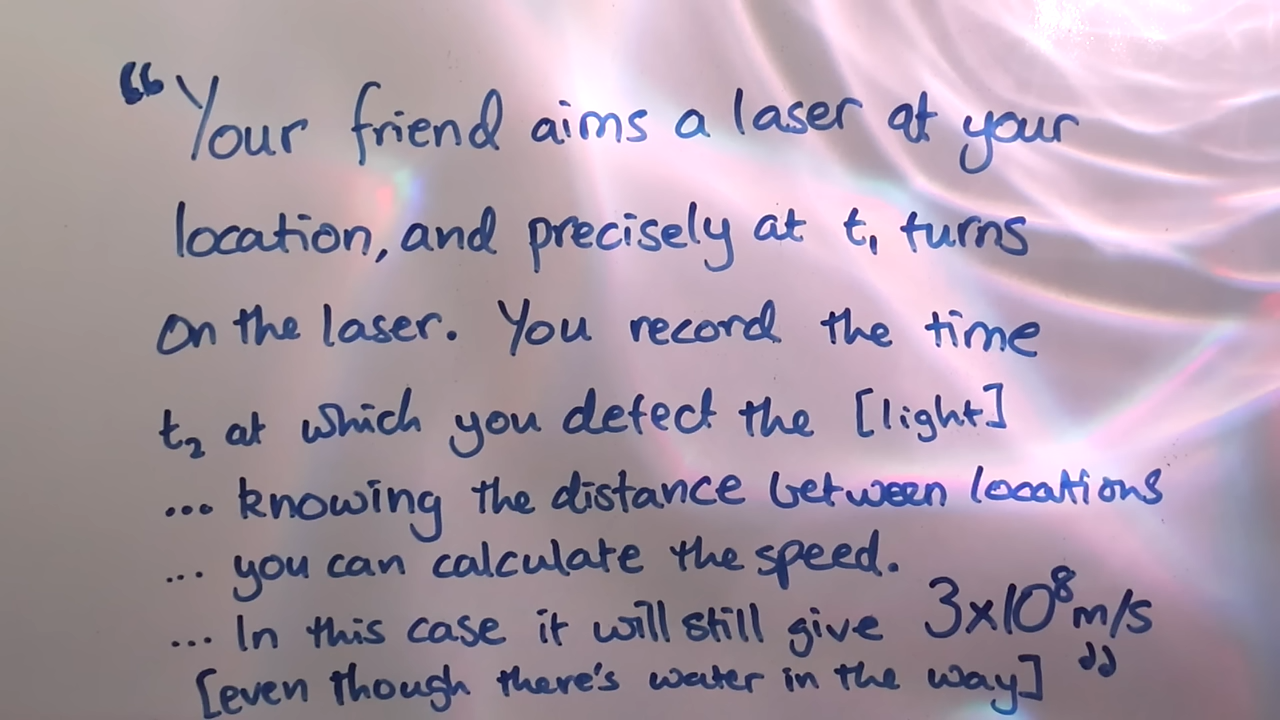 “Your friend aims a laser at your
location, and precisely at t₁ turns
on the laser. You record the time
t₂ at which you detect the [light]
... knowing the distance between locations
... you can calculate the speed.
... In this case it will still give 3×10⁸m/s
[even though there's water in the way] ”